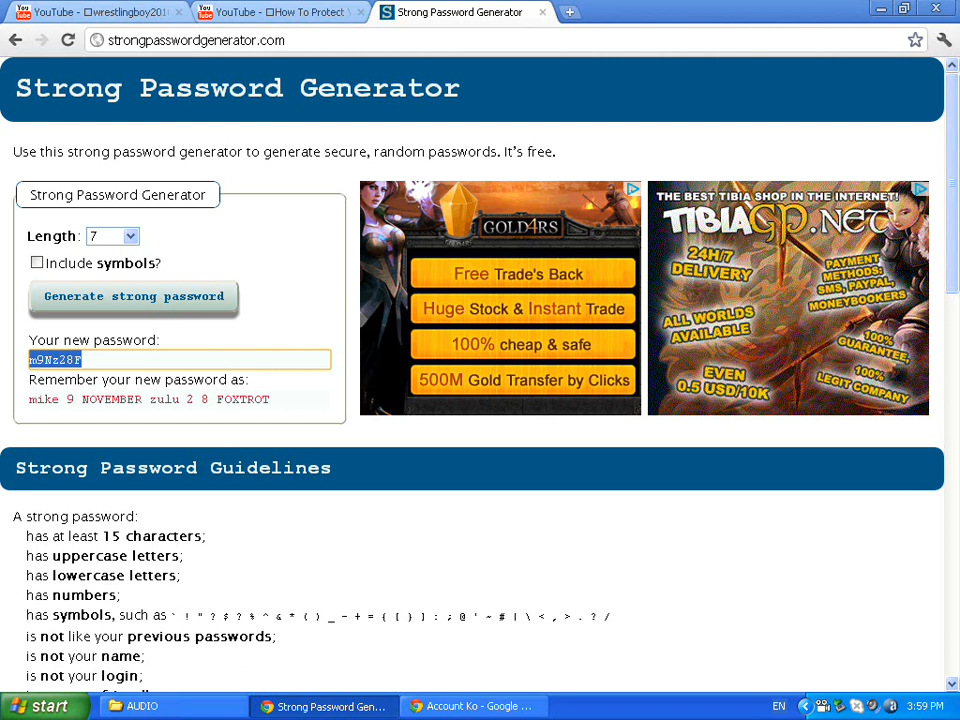 YouTube - wrestlingboy201
YouTube - How To Protect
Strong Password Generator
strongpasswordgenerator.com
Strong Password Generator
Use this strong password generator to generate secure, random passwords. It's free.
Strong Password Generator
Length: 7
Include symbols?
Generate strong password
Your new password:
m9Nz28F
Remember your new password as:
mike 9 NOVEMBER zulu 2 8 FOXTROT
GOLD4RS
Free Trade's Back
Huge Stock & Instant Trade
100% cheap & safe
500M Gold Transfer by Clicks
THE BEST TIBIA SHOP IN THE INTERNET!
TIBIAGP.NET
24H/7
DELIVERY
ALL WORLDS
AVAILABLE
EVEN
0.5 USD/10K
PAYMENT
METHODS:
SMS, PAYPAL,
MONEYBOOKERS
100%
GUARANTEE,
100%
LEGIT COMPANY
Strong Password Guidelines
A strong password:
has at least 15 characters;
has uppercase letters;
has lowercase letters;
has numbers;
has symbols, such as ` ! " ? $ ? % ^ & * ( ) _ - + = { [ } ] : ; @ ' ~ # | \ < , > . ? /
is not like your previous passwords;
is not your name;
is not your login;
start
AUDIO
Strong Password Gen...
Account Ko - Google ...
EN
3:59 PM